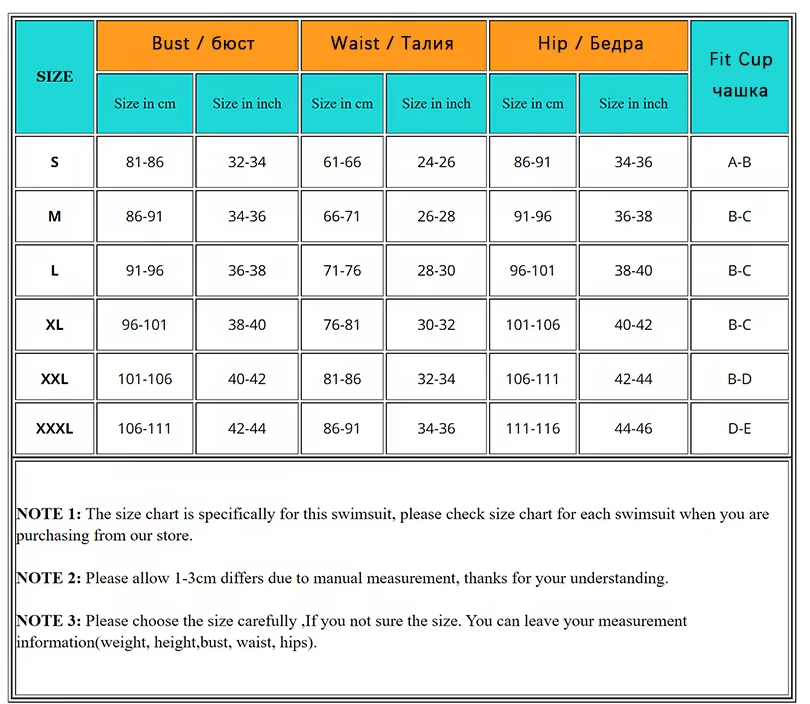 SIZE Bust / бюст Waist / Талия Hip / Бедра Fit Cup чашка
Size in cm Size in inch Size in cm Size in inch Size in cm Size in inch
S 81-86 32-34 61-66 24-26 86-91 34-36 A-B
M 86-91 34-36 66-71 26-28 91-96 36-38 B-C
L 91-96 36-38 71-76 28-30 96-101 38-40 B-C
XL 96-101 38-40 76-81 30-32 101-106 40-42 B-C
XXL 101-106 40-42 81-86 32-34 106-111 42-44 B-D
XXXL 106-111 42-44 86-91 34-36 111-116 44-46 D-E
NOTE 1: The size chart is specifically for this swimsuit, please check size chart for each swimsuit when you are
purchasing from our store.
NOTE 2: Please allow 1-3cm differs due to manual measurement, thanks for your understanding.
NOTE 3: Please choose the size carefully ,If you not sure the size. You can leave your measurement
information(weight, height,bust, waist, hips).